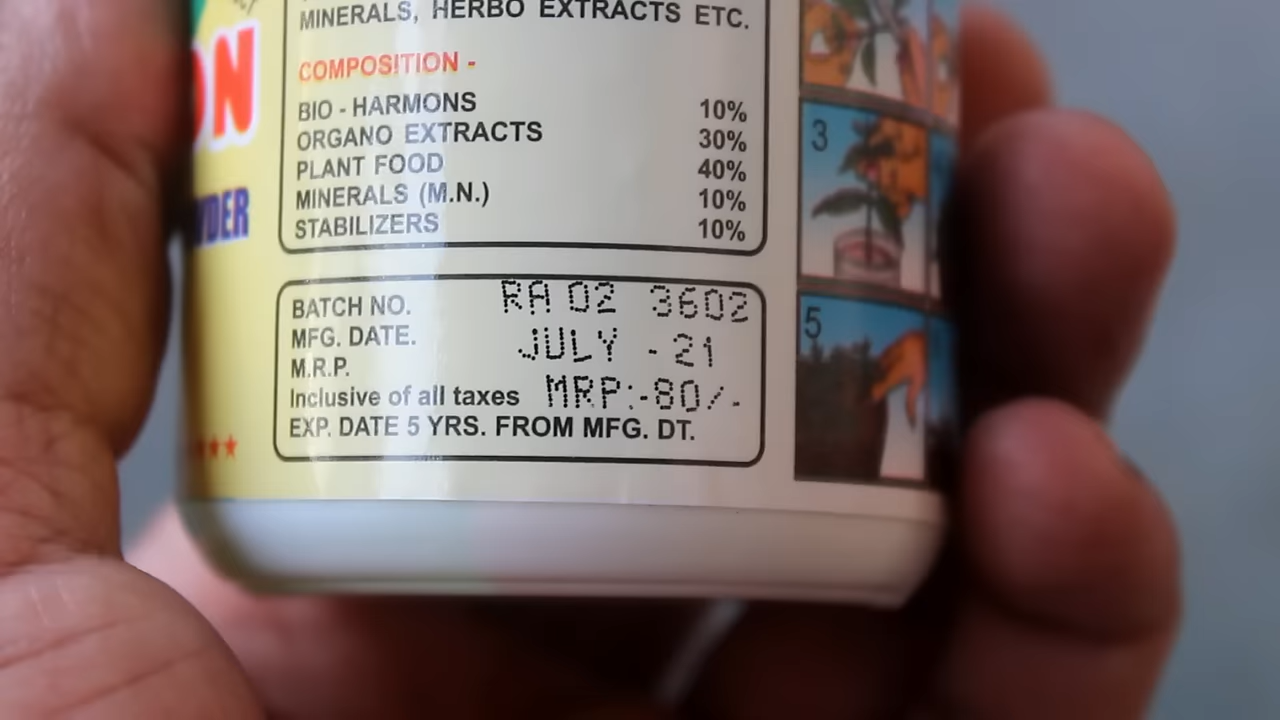 MINERALS, HERBO EXTRACTS ETC.
COMPOSITION -
BIO - HARMONS 10%
ORGANO EXTRACTS 30%
PLANT FOOD 40%
MINERALS (M.N.) 10%
STABILIZERS 10%
BATCH NO. RA 02 3602
MFG. DATE. JULY - 21
M.R.P.
Inclusive of all taxes MRP:-80/-
EXP. DATE 5 YRS. FROM MFG. DT.
3
5